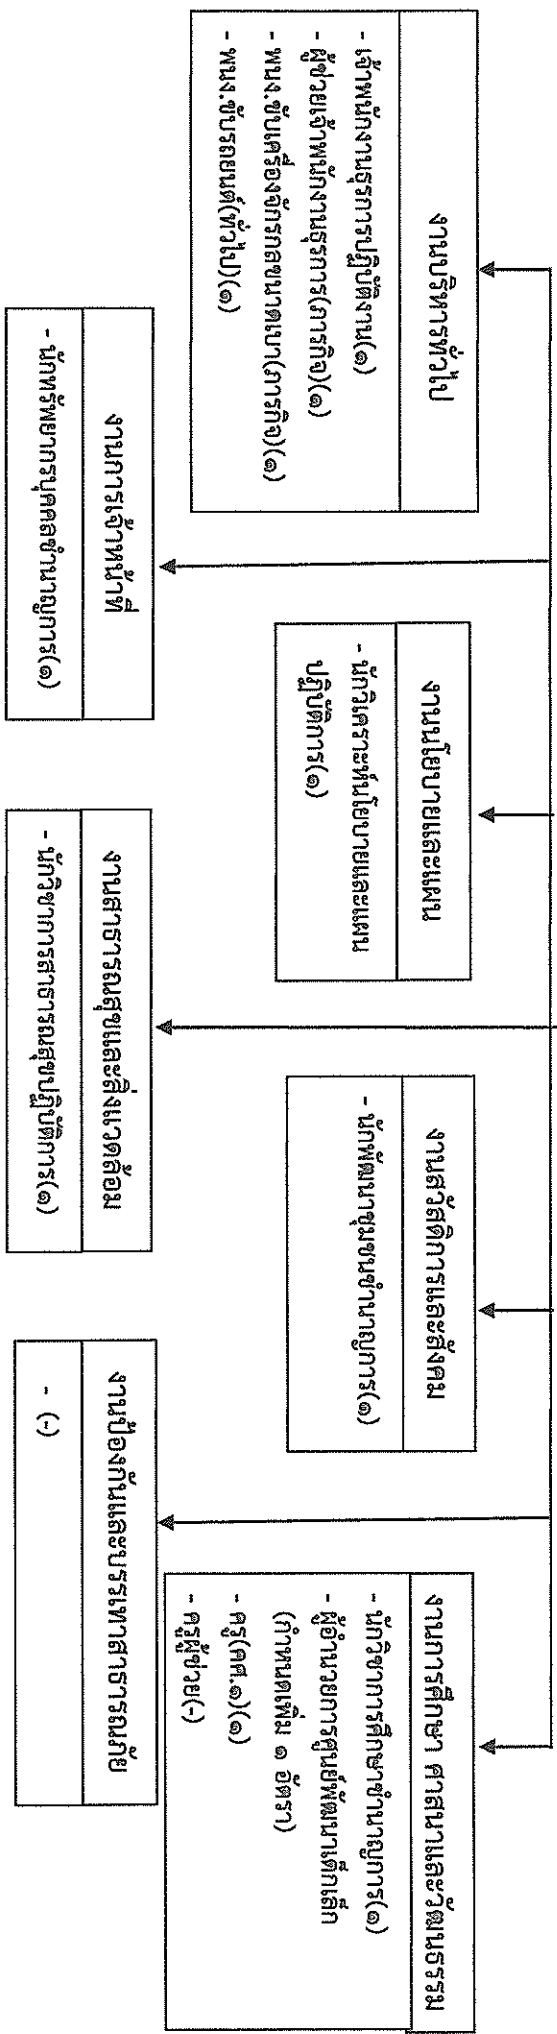 งานบริหารทั่วไป
- เจ้าพนักงานธุรการปฏิบัติงาน(๑)
- ผู้ช่วยเจ้าพนักงานธุรการ(ภารกิจ)(๑)
- พนง.ขับเครื่องจักรกลขนาดเบา(ภารกิจ)(๑)
- พนง.ขับรถยนต์(ทั่วไป)(๑)
งานนโยบายและแผน
- นักวิเคราะห์นโยบายและแผน
ปฏิบัติการ(๑)
งานสวัสดิการและสังคม
- นักพัฒนาชุมชนชำนาญการ(๑)
งานการศึกษา ศาสนาและวัฒนธรรม
- นักวิชาการศึกษาชำนาญการ(๑)
- ผู้อำนวยการศูนย์พัฒนาเด็กเล็ก
(กำหนดเพิ่ม ๑ อัตรา)
- ครู(คศ.๑)(๑)
- ครูผู้ช่วย(-)
งานการเจ้าหน้าที่
- นักทรัพยากรบุคคลชำนาญการ(๑)
งานสาธารณสุขและสิ่งแวดล้อม
- นักวิชาการสาธารณสุขปฏิบัติการ(๑)
งานป้องกันและบรรเทาสาธารณภัย
- (-)